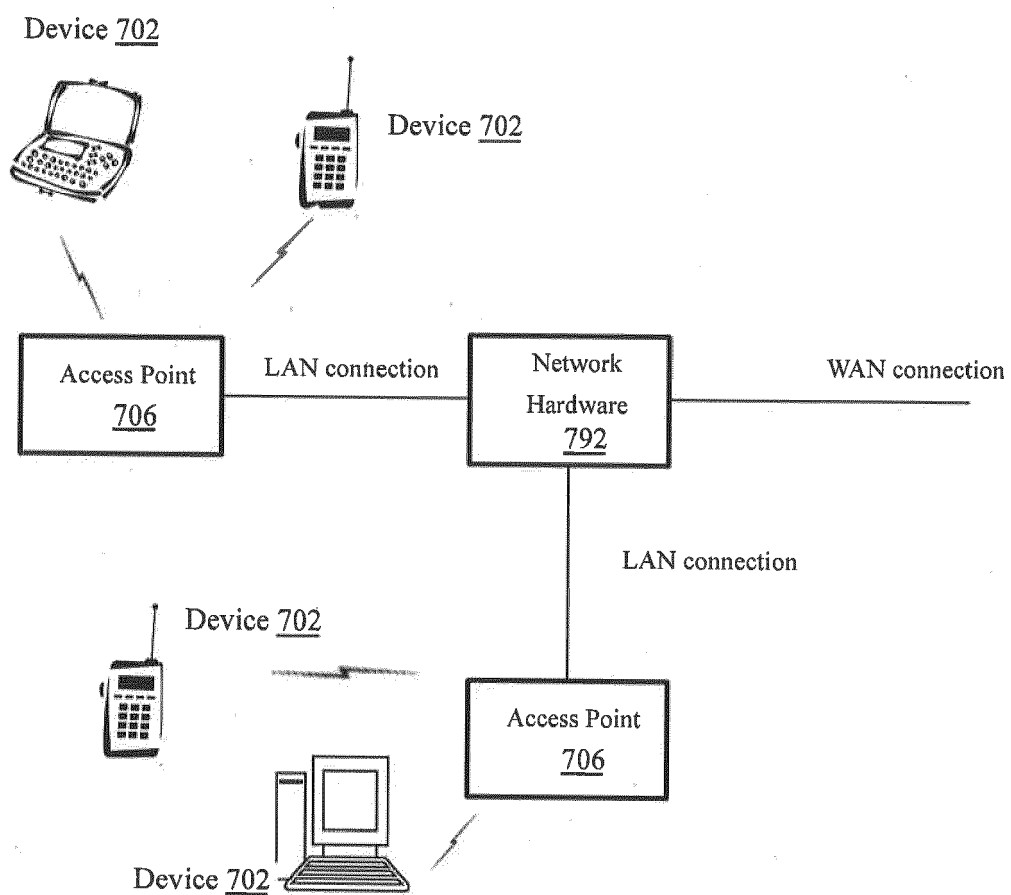 Device 702
Device 702
Access Point
706
LAN connection
Network
Hardware
792
WAN connection
LAN connection
Device 702
Access Point
706
Device 702